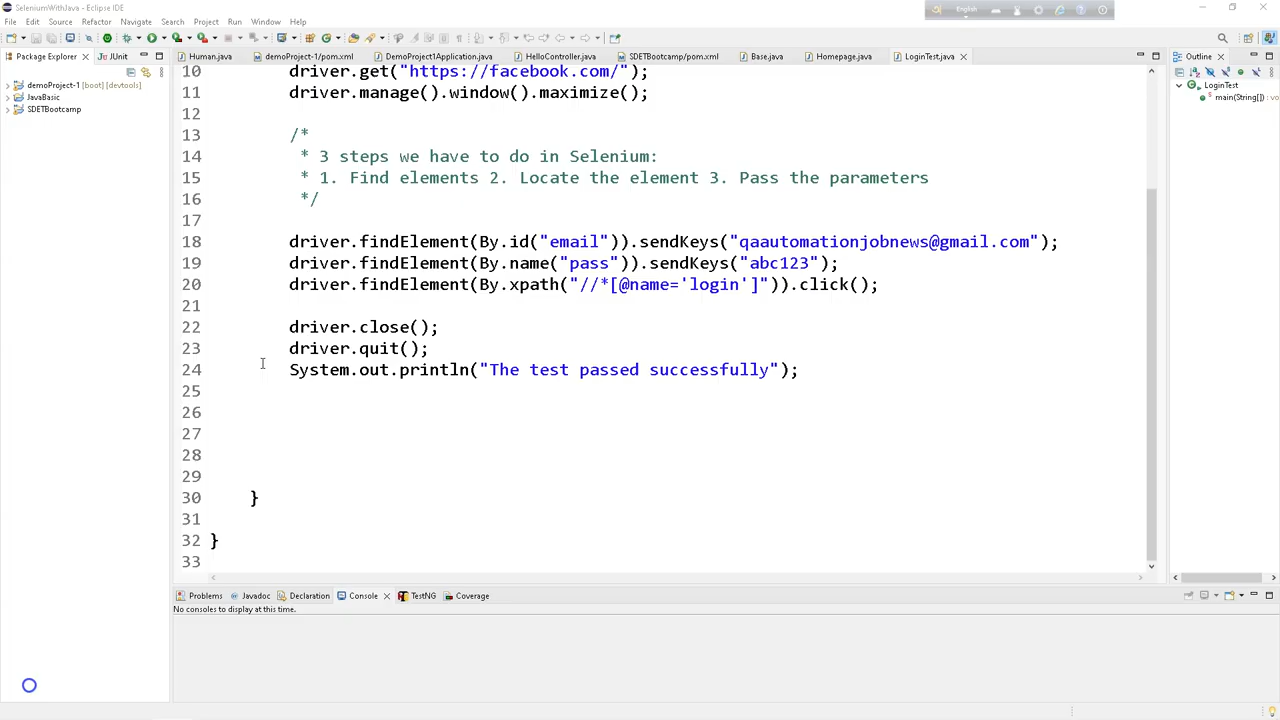 SeleniumWithJava - Eclipse IDE
English
File Edit Source Refactor Navigate Search Project Run Window Help
Package Explorer JUnit
Human.java demoProject-1/pom.xml DemoProject1Application.java HelloController.java SDETBootcamp/pom.xml Base.java Homepage.java LoginTest.java
Outline
demoProject-1 [boot] [devtools]
JavaBasic
SDETBootcamp
LoginTest
main(String[]) : vo
10 driver.get("https://facebook.com/");
11 driver.manage().window().maximize();
12
13 /*
14 * 3 steps we have to do in Selenium:
15 * 1. Find elements 2. Locate the element 3. Pass the parameters
16 */
17
18 driver.findElement(By.id("email")).sendKeys("qaautomationjobnews@gmail.com");
19 driver.findElement(By.name("pass")).sendKeys("abc123");
20 driver.findElement(By.xpath("//*[@name='login']")).click();
21
22 driver.close();
23 driver.quit();
24 System.out.println("The test passed successfully");
25
26
27
28
29
30 }
31
32 }
33
Problems Javadoc Declaration Console TestNG Coverage
No consoles to display at this time.